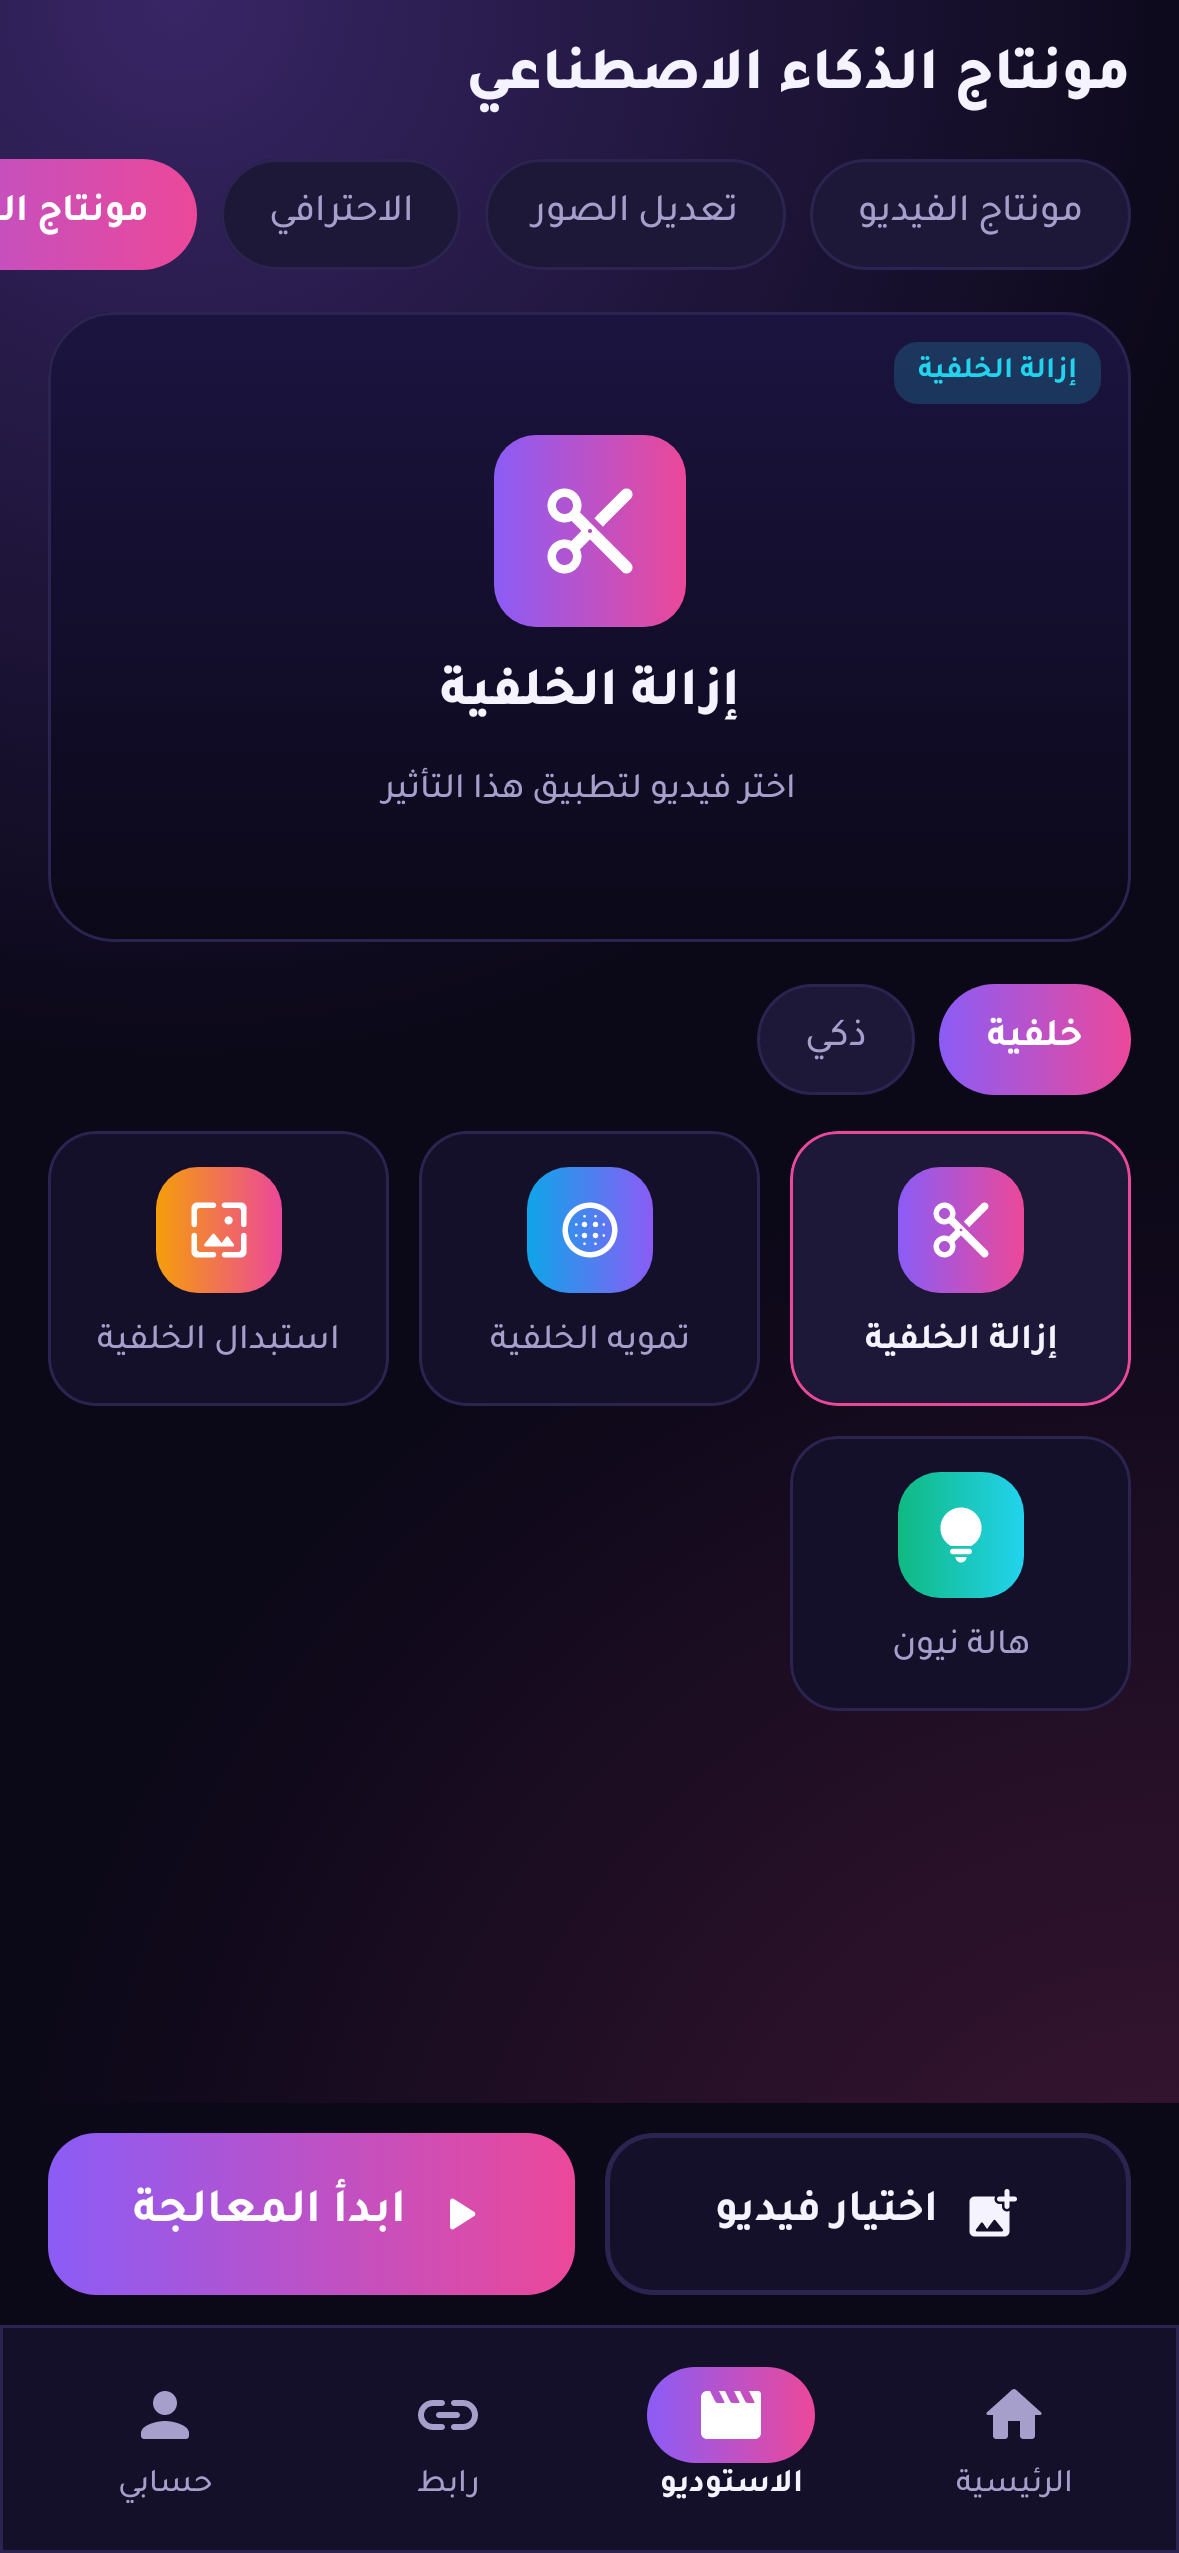 مونتاج الذكاء الاصطناعي
مونتاج الفيديو
تعديل الصور
الاحترافي
مونتاج
إزالة الخلفية
إزالة الخلفية
اختر فيديو لتطبيق هذا التأثير
خلفية
ذكي
إزالة الخلفية
تمويه الخلفية
استبدال الخلفية
هالة نيون
اختيار فيديو
ابدأ المعالجة
الرئيسية
الاستوديو
رابط
حسابي